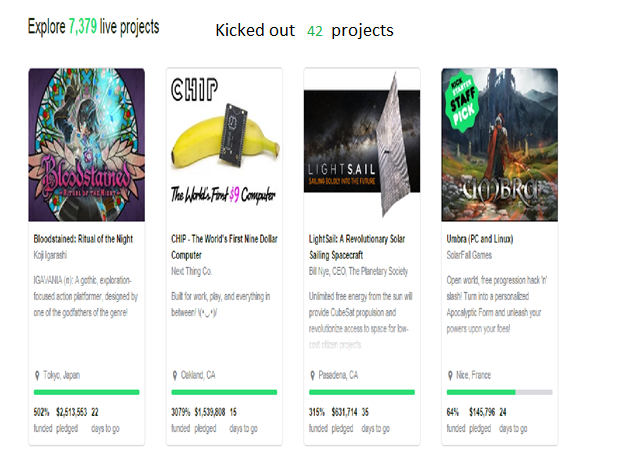 Explore 7,379 live projects
Kicked out 42 projects
Bloodstained
RITUAL OF THE NIGHT
Bloodstained: Ritual of the Night
Koji Igarashi
IGAVANIA (n): A gothic, exploration-
focused action platformer, designed by
one of the godfathers of the genre!
Tokyo, Japan
502% $2,513,553 22
funded pledged days to go
CHIP
The World's First $9 Computer
CHIP - The World's First Nine Dollar
Computer
Next Thing Co.
Built for work, play, and everything in
between! \(•◡•)/
Oakland, CA
3079% $1,539,808 15
funded pledged days to go
LIGHTSAIL
SAILING BOLDLY INTO THE FUTURE
LightSail: A Revolutionary Solar
Sailing Spacecraft
Bill Nye, CEO, The Planetary Society
Unlimited free energy from the sun will
provide CubeSat propulsion and
revolutionize access to space for low-
cost citizen projects
Pasadena, CA
315% $631,714 35
funded pledged days to go
KICK
STARTER
STAFF
PICK
UMBRA
Umbra (PC and Linux)
SolarFall Games
Open world, free progression hack 'n'
slash! Turn into a personalized
Apocalyptic Form and unleash your
powers upon your foes!
Nice, France
64% $145,796 24
funded pledged days to go